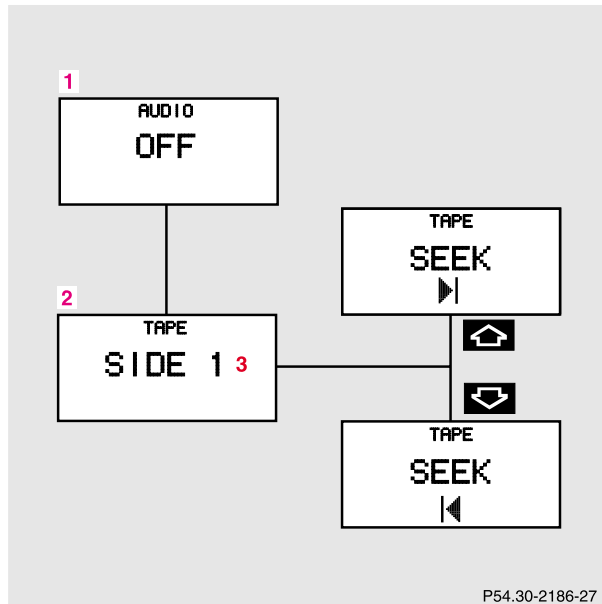 1
AUDIO
OFF
2
TAPE
SIDE 1 3
TAPE
SEEK
TAPE
SEEK
P54.30-2186-27